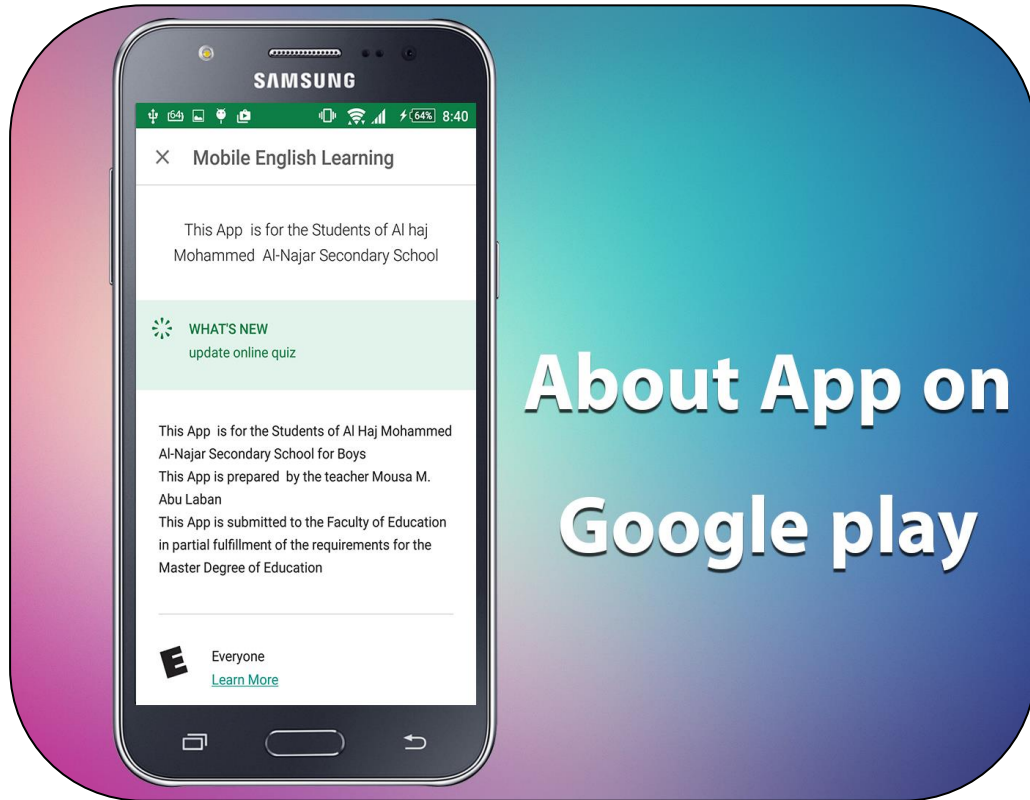 SAMSUNG
64 64% 8:40
Mobile English Learning
This App is for the Students of Al haj
Mohammed Al-Najar Secondary School
WHAT'S NEW
update online quiz
This App is for the Students of Al Haj Mohammed
Al-Najar Secondary School for Boys
This App is prepared by the teacher Mousa M.
Abu Laban
This App is submitted to the Faculty of Education
in partial fulfillment of the requirements for the
Master Degree of Education
E
Everyone
Learn More
About App on
Google play